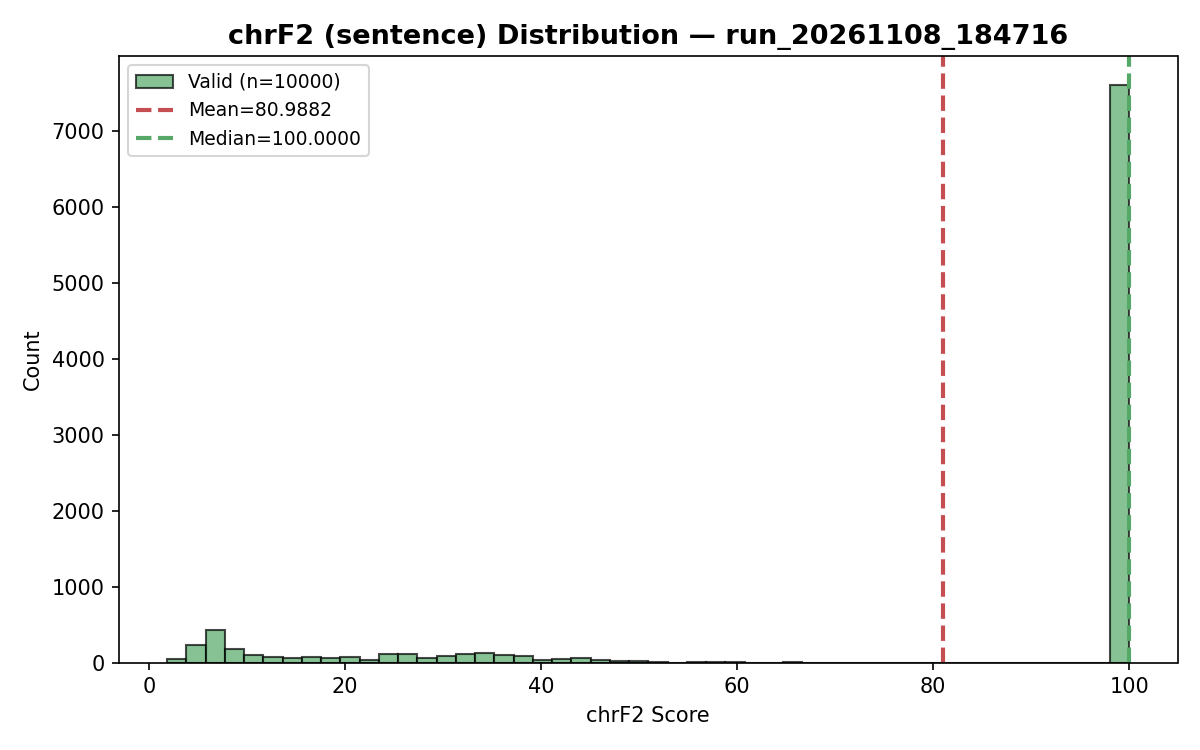 chrF2 (sentence) Distribution — run_20261108_184716
Valid (n=10000)
Mean=80.9882
Median=100.0000
7000
6000
5000
4000
3000
2000
1000
0
Count
0 20 40 60 80 100
chrF2 Score